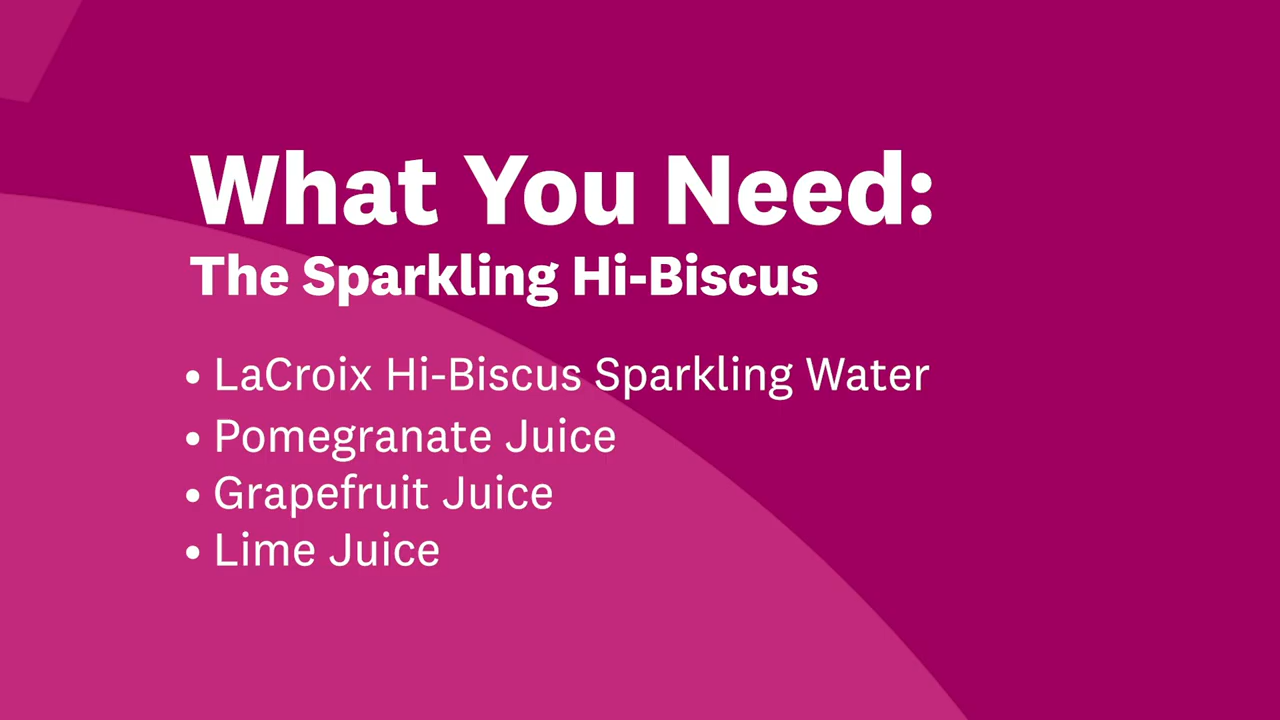 What You Need:
The Sparkling Hi-Biscus
• LaCroix Hi-Biscus Sparkling Water
• Pomegranate Juice
• Grapefruit Juice
• Lime Juice